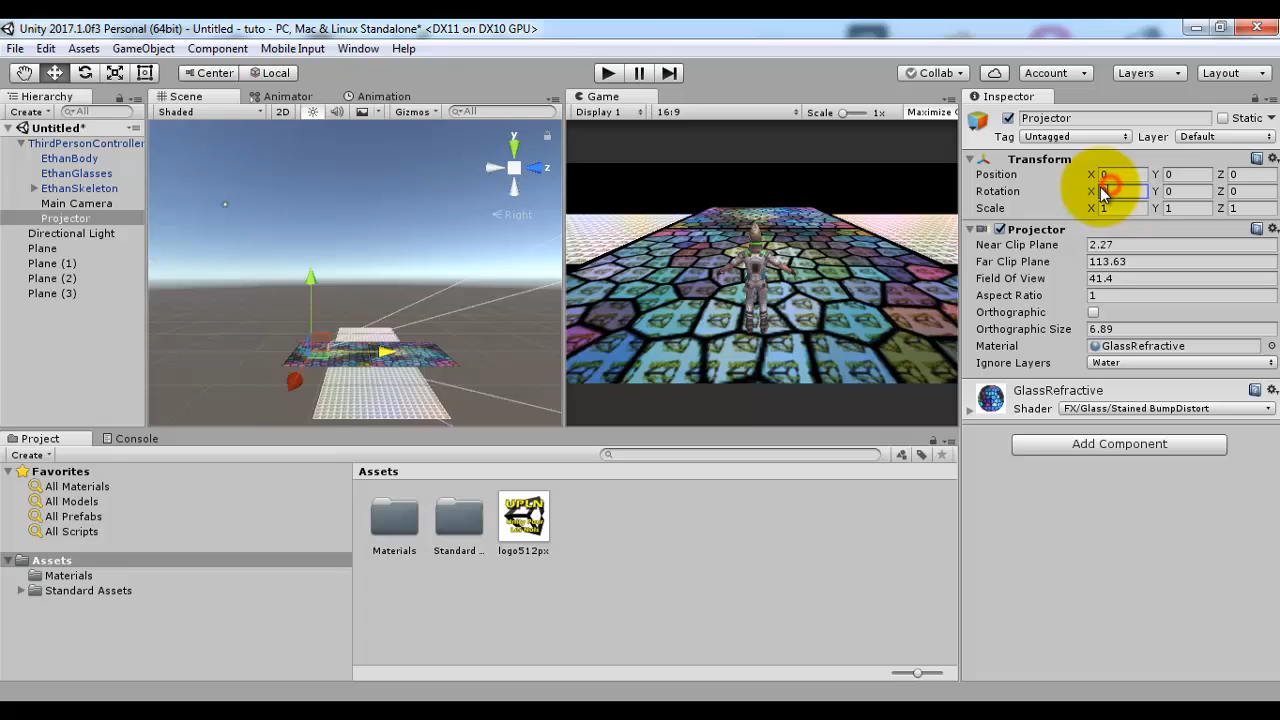 Unity 2017.1.0f3 Personal (64bit) - Untitled - tuto - PC, Mac & Linux Standalone* <DX11 on DX10 GPU>
File Edit Assets GameObject Component Mobile Input Window Help
Center Local Collab Account Layers Layout
Hierarchy Scene Animator Animation Game Inspector
Create All Shaded 2D Gizmos All Display 1 16:9 Scale 1x Maximize
Projector Static
Tag Untagged Layer Default
Untitled*
ThirdPersonController
EthanBody
EthanGlasses
EthanSkeleton
Main Camera
Projector
Directional Light
Plane
Plane (1)
Plane (2)
Plane (3)
y
z
Right
Transform
Position X 0 Y 0 Z 0
Rotation X Y 0 Z 0
Scale X 1 Y 1 Z 1
Projector
Near Clip Plane 2.27
Far Clip Plane 113.63
Field Of View 41.4
Aspect Ratio 1
Orthographic
Orthographic Size 6.89
Material GlassRefractive
Ignore Layers Water
GlassRefractive
Shader FX/Glass/Stained BumpDistort
Add Component
Project Console
Create
Favorites
All Materials
All Models
All Prefabs
All Scripts
Assets
Materials
Standard Assets
Assets
UPLN
Materials Standard ... logo512px